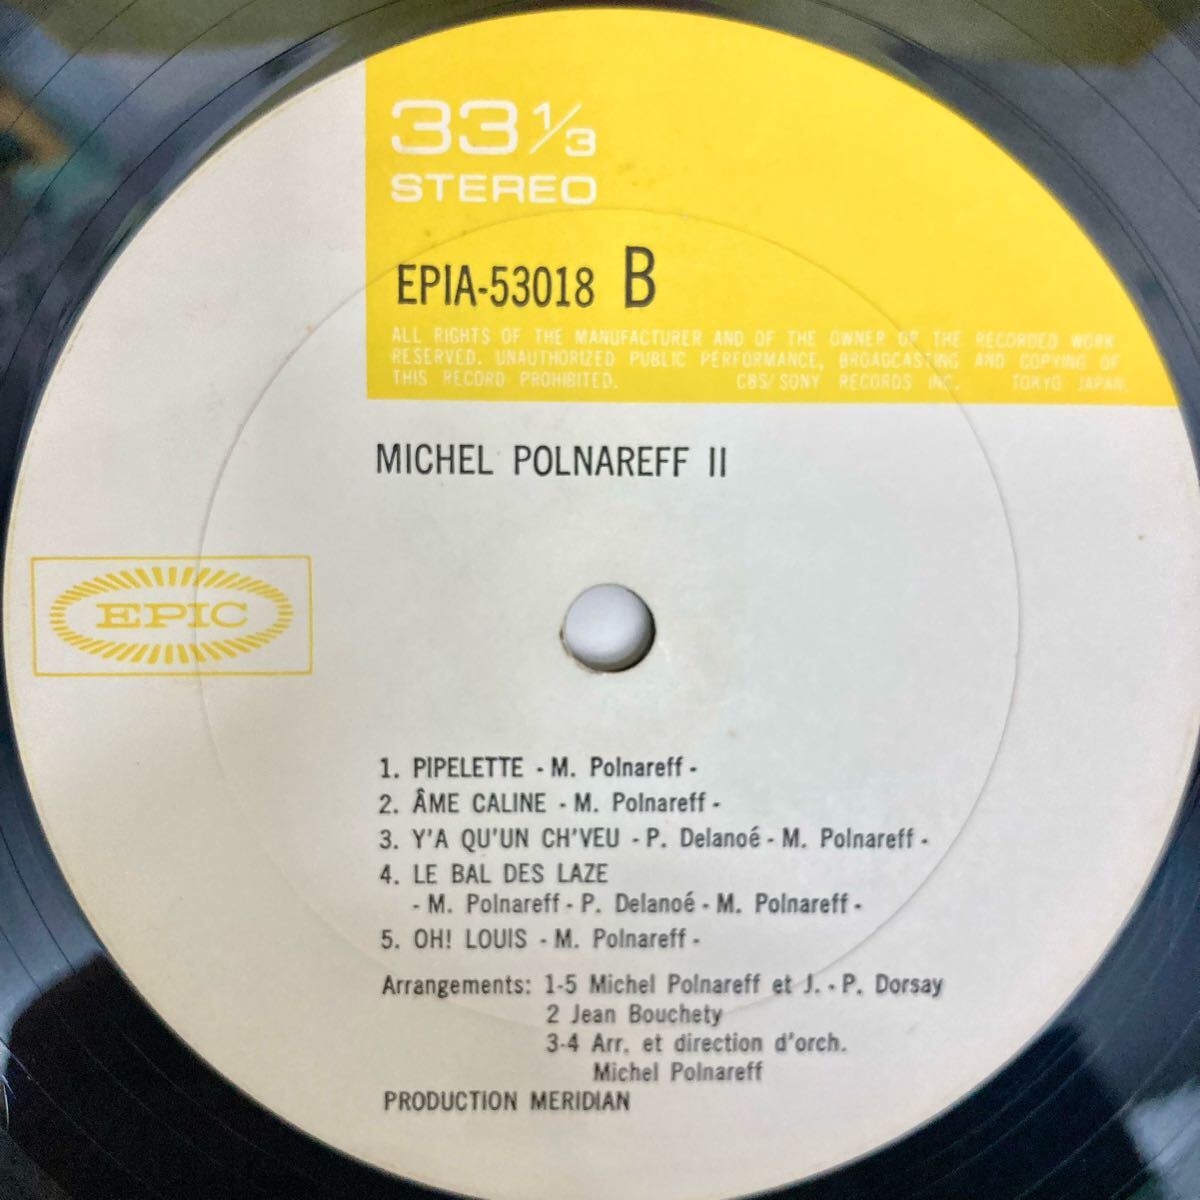 33 1/3
STEREO
EPIA-53018 B
ALL RIGHTS OF THE MANUFACTURER AND OF THE OWNER OF THE RECORDED WORK
RESERVED. UNAUTHORIZED PUBLIC PERFORMANCE, BROADCASTING AND COPYING OF
THIS RECORD PROHIBITED. CBS/SONY RECORDS INC. TOKYO JAPAN.
MICHEL POLNAREFF II
EPIC
1. PIPELETTE - M. Polnareff -
2. ÂME CALINE - M. Polnareff -
3. Y'A QU'UN CH'VEU - P. Delanoé - M. Polnareff -
4. LE BAL DES LAZE
- M. Polnareff - P. Delanoé - M. Polnareff -
5. OH! LOUIS - M. Polnareff -
Arrangements: 1-5 Michel Polnareff et J. - P. Dorsay
2 Jean Bouchety
3-4 Arr. et direction d'orch.
Michel Polnareff
PRODUCTION MERIDIAN